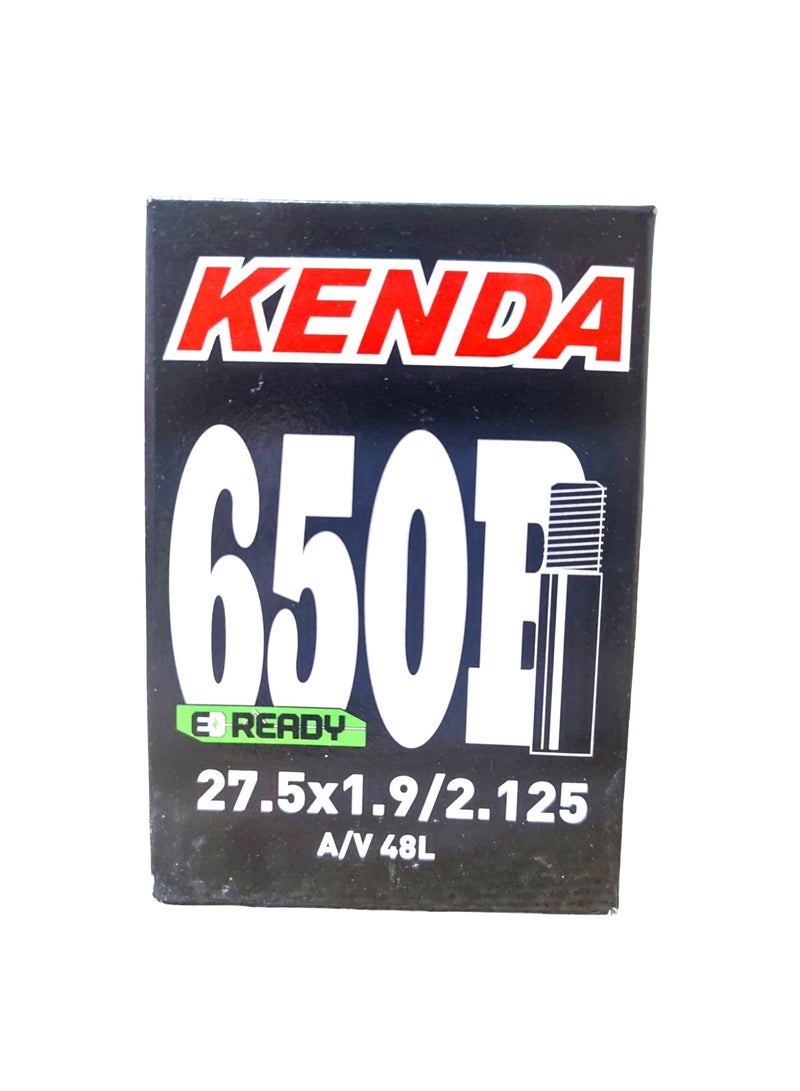 KENDA
650B
E READY
27.5x1.9/2.125
A/V 48L